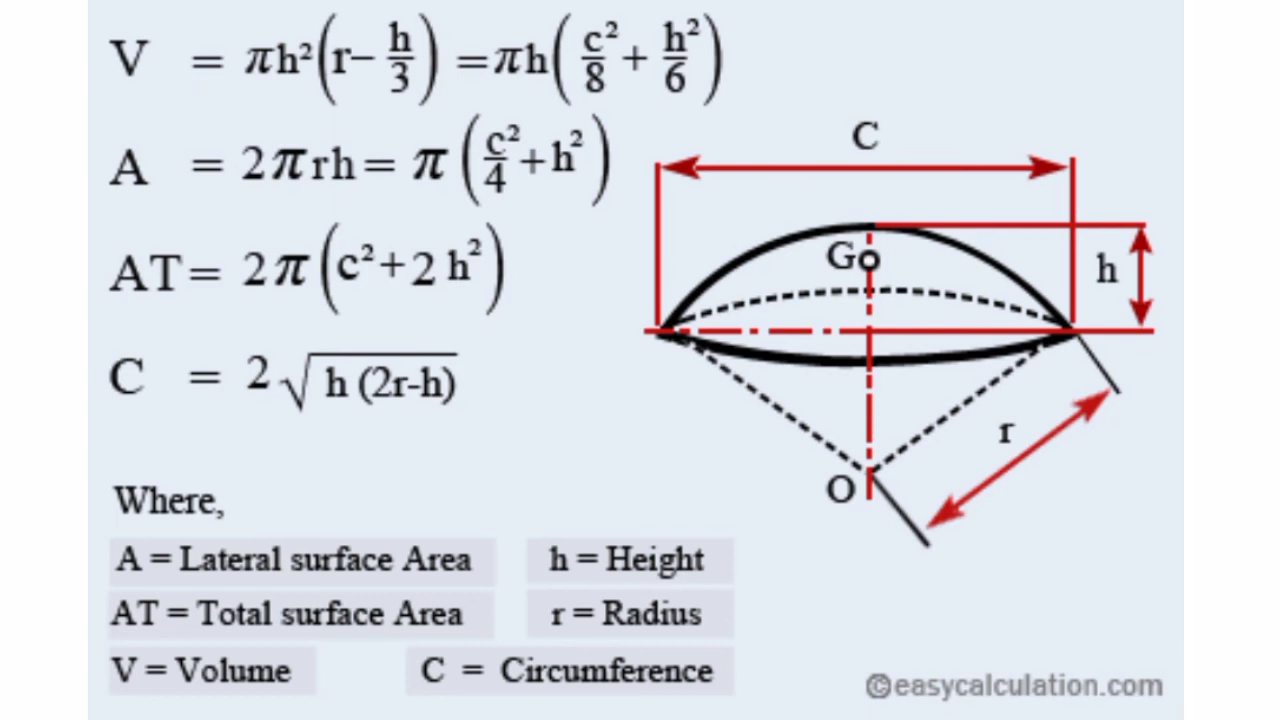 V = πh²(r− h/3) =πh( c²/8 + h²/6 )
A = 2πrh= π ( c²/4 +h² )
AT= 2π (c²+2 h²)
C = 2 √ h (2r-h)
C
G
h
r
O
Where,
A = Lateral surface Area
h = Height
AT = Total surface Area
r = Radius
V = Volume
C = Circumference
©easycalculation.com